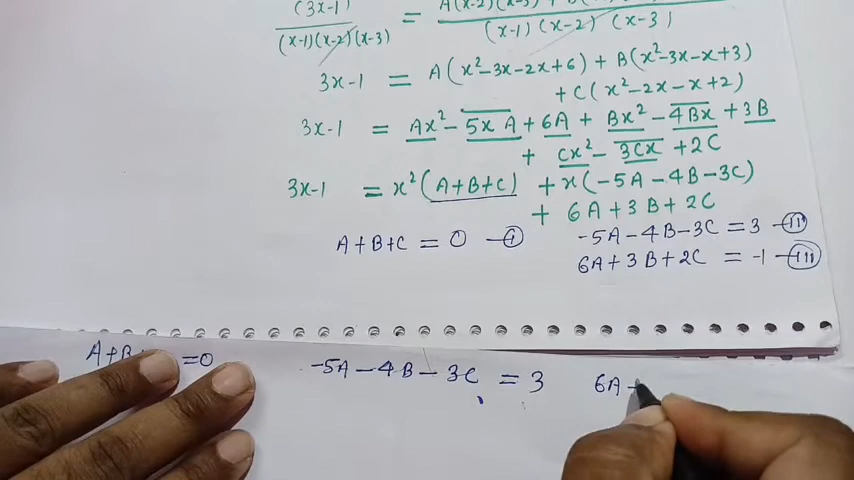 (3x-1) = A(x-2)(x-3) +
(x-1)(x-2)(x-3) (x-1) (x-2) (x-3)
3x-1 = A(x²-3x-2x+6) + B(x²-3x-x+3)
+ C(x²-2x-x+2)
3x-1 = Ax² - 5xA + 6A + Bx² - 4Bx + 3B
+ Cx² - 3Cx + 2C
3x-1 = x²(A+B+C) + x(-5A-4B-3C)
+ 6A+3B+2C
A+B+C = 0 -(I) -5A-4B-3C = 3 -(II)
6A+3B+2C = -1 -(III)
A+B =0 -5A-4B-3C = 3 6A-